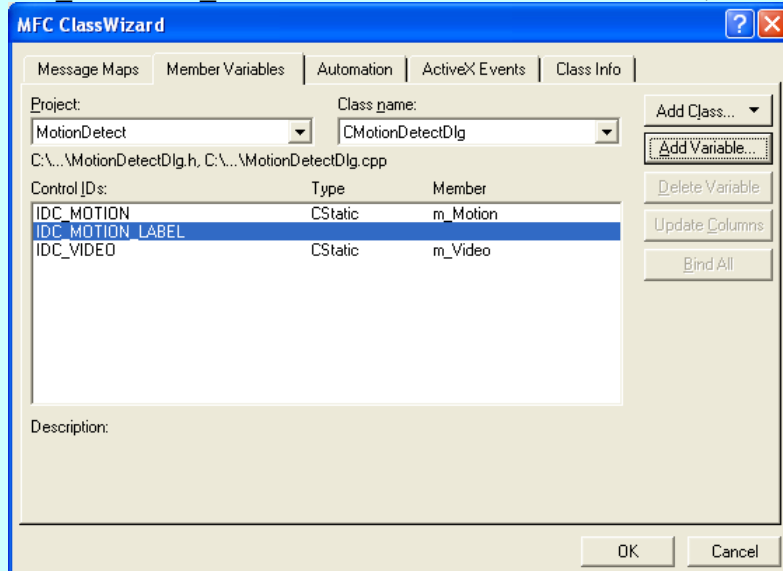 MFC ClassWizard
Message Maps Member Variables Automation ActiveX Events Class Info
Project: Class name:
MotionDetect CMotionDetectDlg
Add Class...
C:\...\MotionDetectDlg.h, C:\...\MotionDetectDlg.cpp
Add Variable...
Control IDs: Type Member
Delete Variable
IDC_MOTION CStatic m_Motion
IDC_MOTION_LABEL
Update Columns
IDC_VIDEO CStatic m_Video
Bind All
Description:
OK Cancel